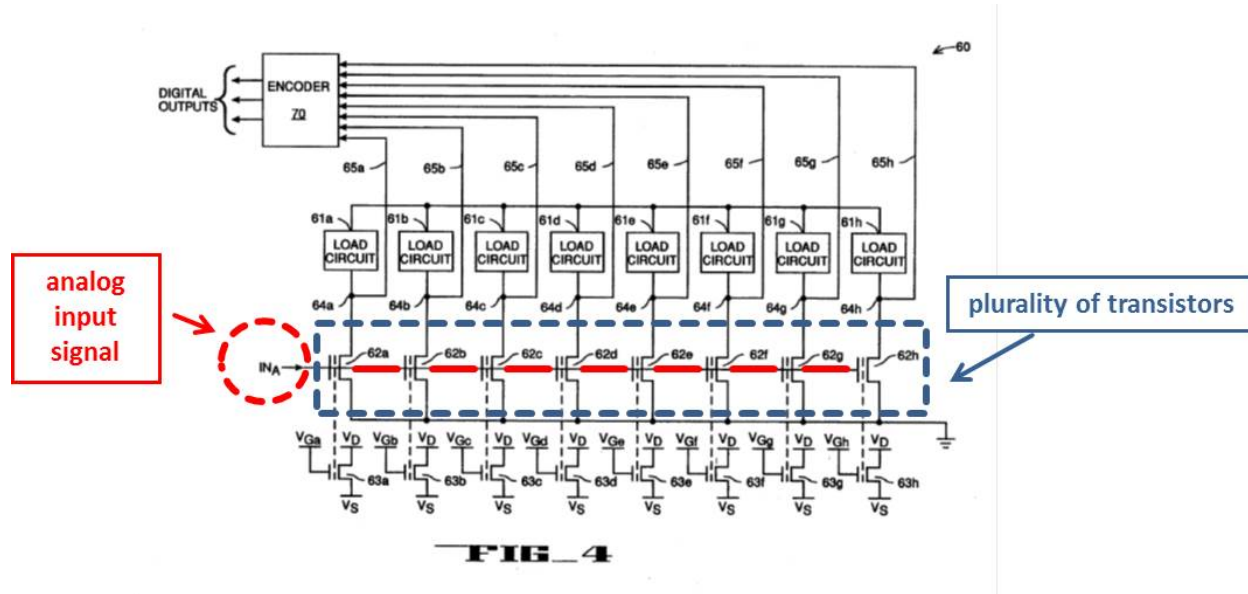 60
ENCODER
70
DIGITAL
OUTPUTS
65a 65b 65c 65d 65e 65f 65g 65h
61a 61b 61c 61d 61e 61f 61g 61h
LOAD CIRCUIT LOAD CIRCUIT LOAD CIRCUIT LOAD CIRCUIT LOAD CIRCUIT LOAD CIRCUIT LOAD CIRCUIT LOAD CIRCUIT
analog
input
signal
plurality of transistors
64a 64b 64c 64d 64e 64f 64g 64h
INA
62a 62b 62c 62d 62e 62f 62g 62h
VGa VD VGb VD VGc VD VGd VD VGe VD VGf VD VGg VD VGh VD
63a 63b 63c 63d 63e 63f 63g 63h
VS VS VS VS VS VS VS VS
FIG_4